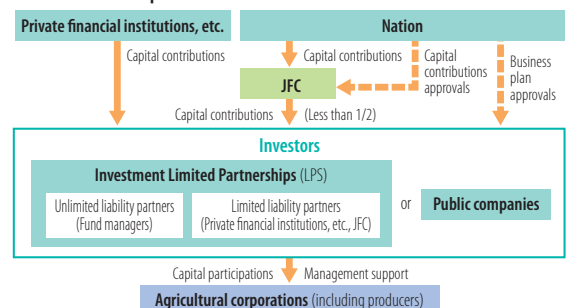 Private financial institutions, etc.
Nation
Capital contributions
Capital contributions
Capital
contributions
approvals
Business
plan
approvals
JFC
Capital contributions (Less than 1/2)
Investors
Investment Limited Partnerships (LPS)
Unlimited liability partners
(Fund managers)
Limited liability partners
(Private financial institutions, etc., JFC)
or
Public companies
Capital participations
Management support
Agricultural corporations (including producers)